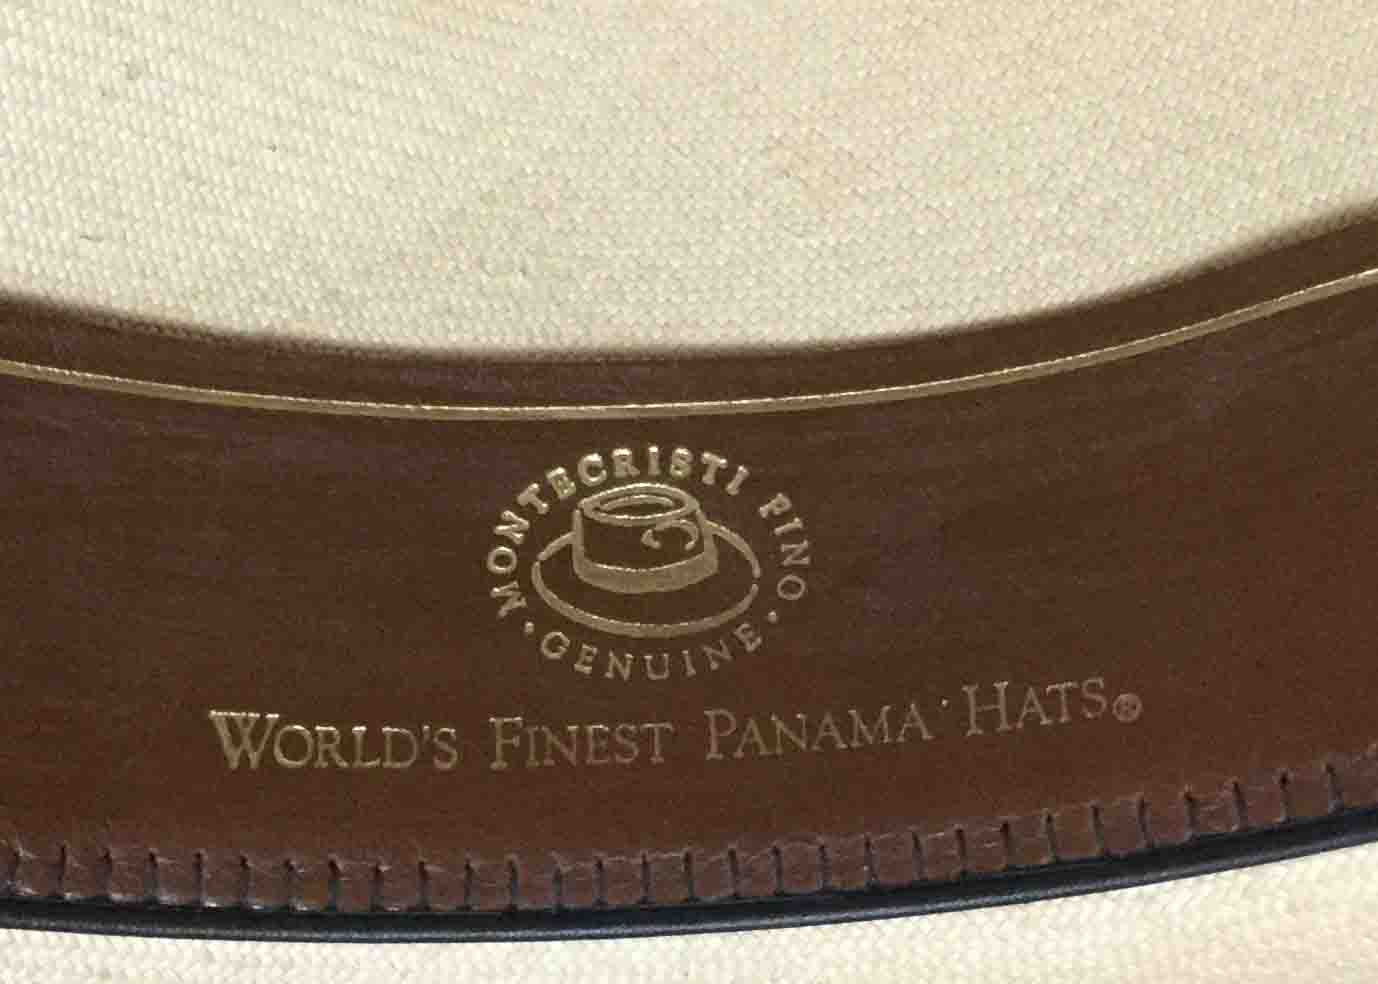 MONTECRISTI FINO
• GENUINE •
WORLD'S FINEST PANAMA HATS®